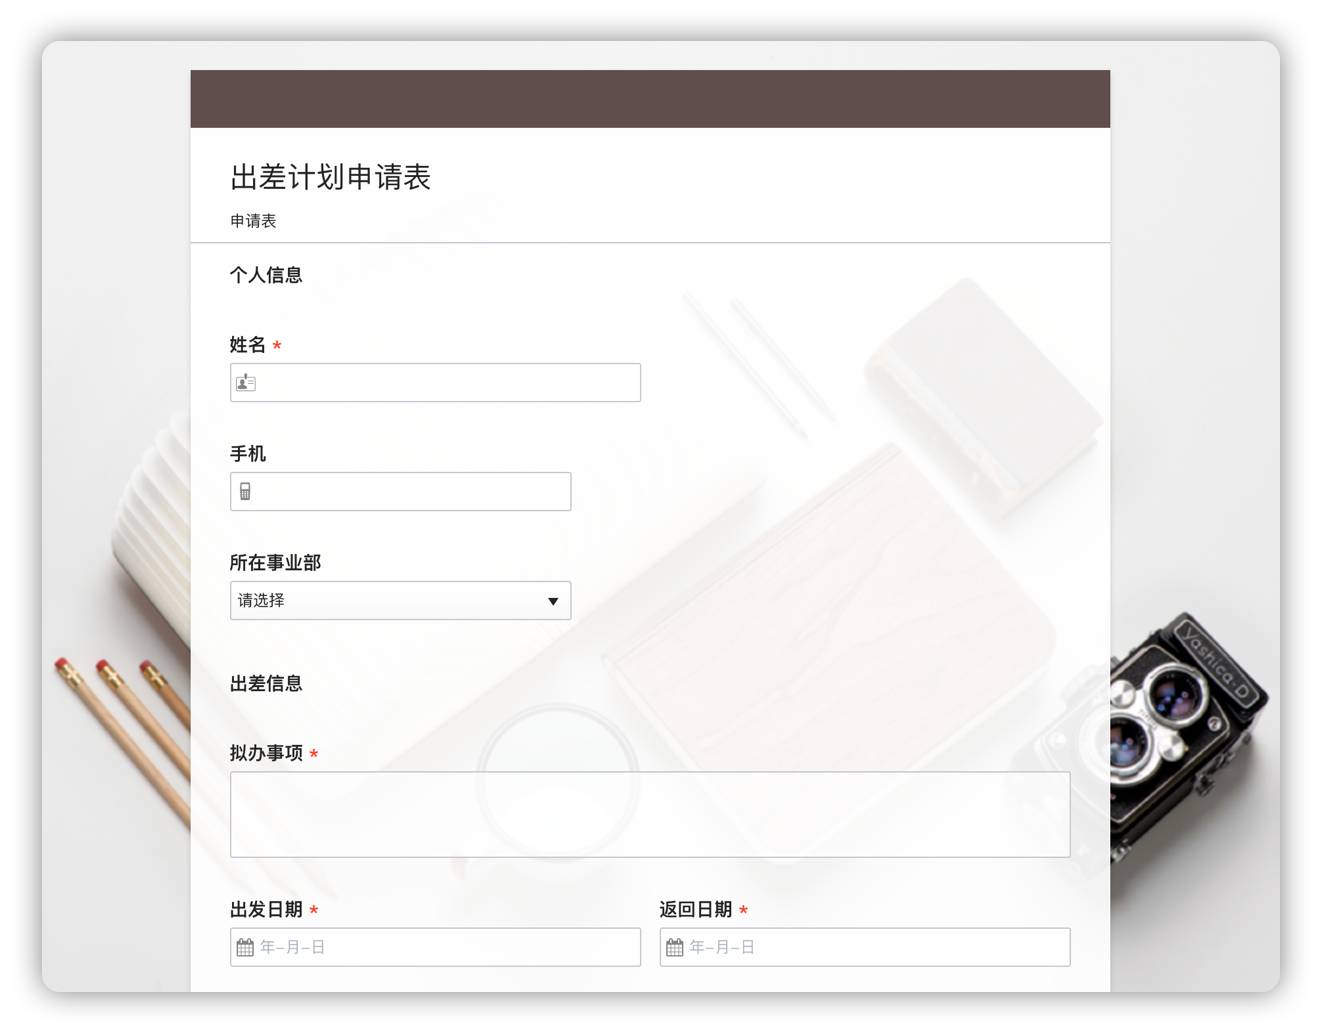 出差计划申请表
申请表
个人信息
姓名 *
手机
所在事业部
请选择
出差信息
拟办事项 *
出发日期 * 返回日期 *
年-月-日 年-月-日
Yashica-D